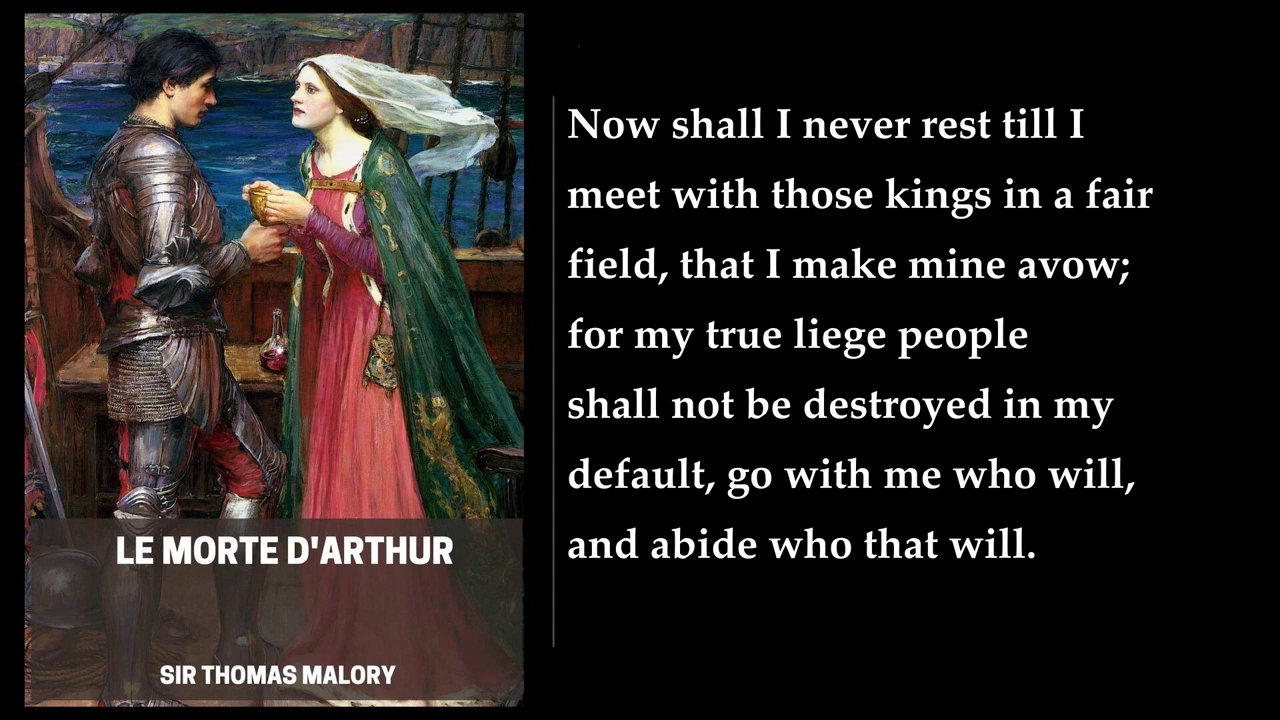 LE MORTE D'ARTHUR
SIR THOMAS MALORY
Now shall I never rest till I
meet with those kings in a fair
field, that I make mine avow;
for my true liege people
shall not be destroyed in my
default, go with me who will,
and abide who that will.